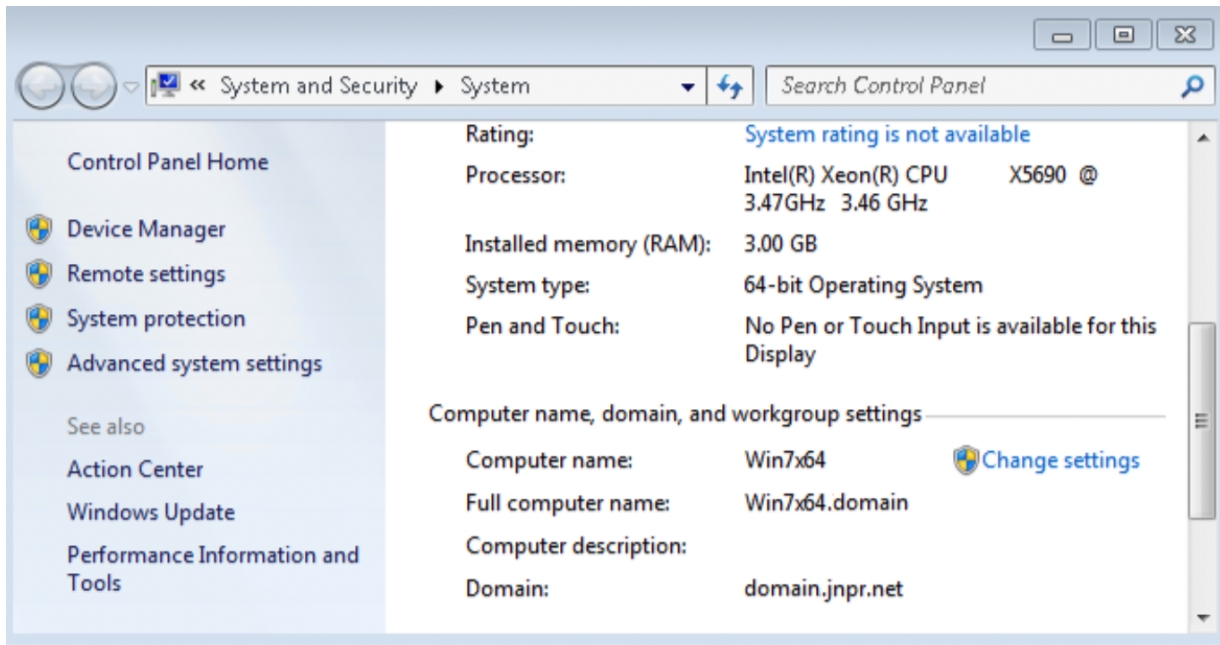 « System and Security ▸ System
Search Control Panel
Control Panel Home
Device Manager
Remote settings
System protection
Advanced system settings
See also
Action Center
Windows Update
Performance Information and
Tools
Rating: System rating is not available
Processor: Intel(R) Xeon(R) CPU X5690 @
3.47GHz 3.46 GHz
Installed memory (RAM): 3.00 GB
System type: 64-bit Operating System
Pen and Touch: No Pen or Touch Input is available for this
Display
Computer name, domain, and workgroup settings
Computer name: Win7x64 Change settings
Full computer name: Win7x64.domain
Computer description:
Domain: domain.jnpr.net